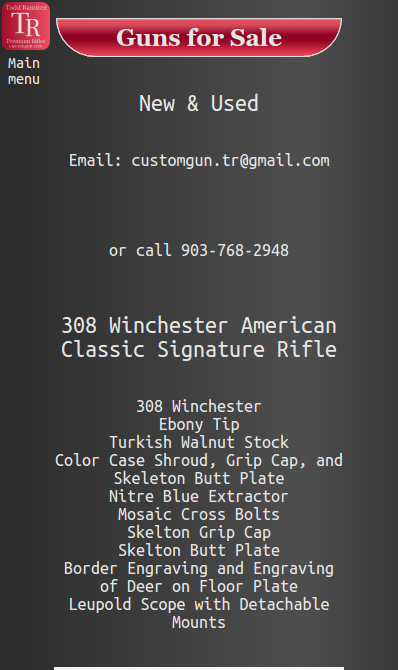 Todd Ramirez
TR
Premium Rifles
Main
menu
Guns for Sale
New & Used
Email: customgun.tr@gmail.com
or call 903-768-2948
308 Winchester American
Classic Signature Rifle
308 Winchester
Ebony Tip
Turkish Walnut Stock
Color Case Shroud, Grip Cap, and
Skeleton Butt Plate
Nitre Blue Extractor
Mosaic Cross Bolts
Skelton Grip Cap
Skelton Butt Plate
Border Engraving and Engraving
of Deer on Floor Plate
Leupold Scope with Detachable
Mounts